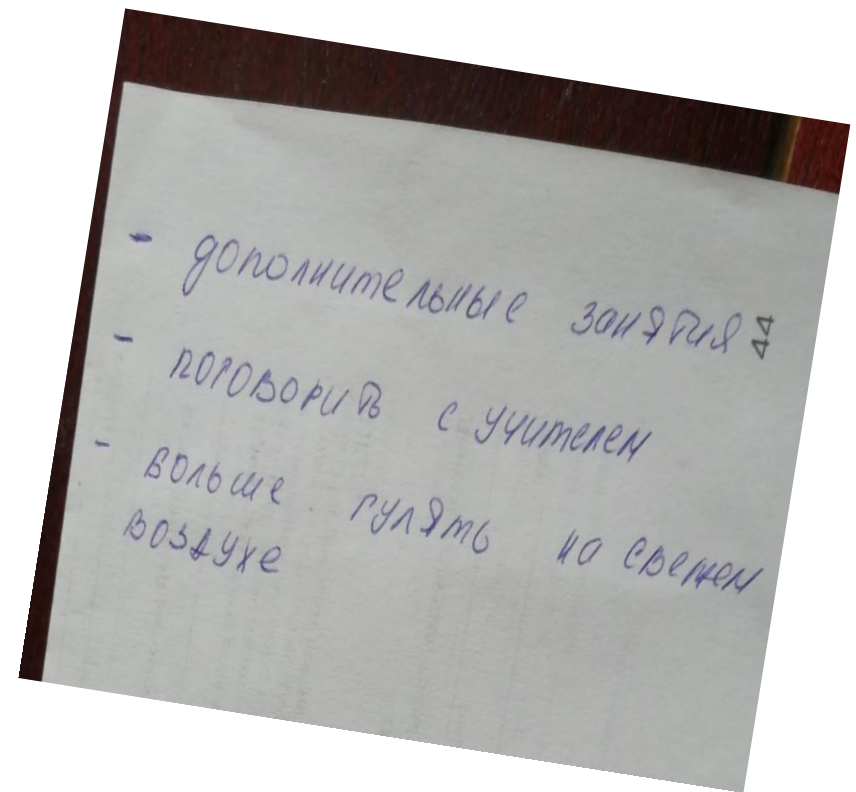 - дополнительные занятия
44
- поговорить с учителем
- больше гулять на свежем
воздухе